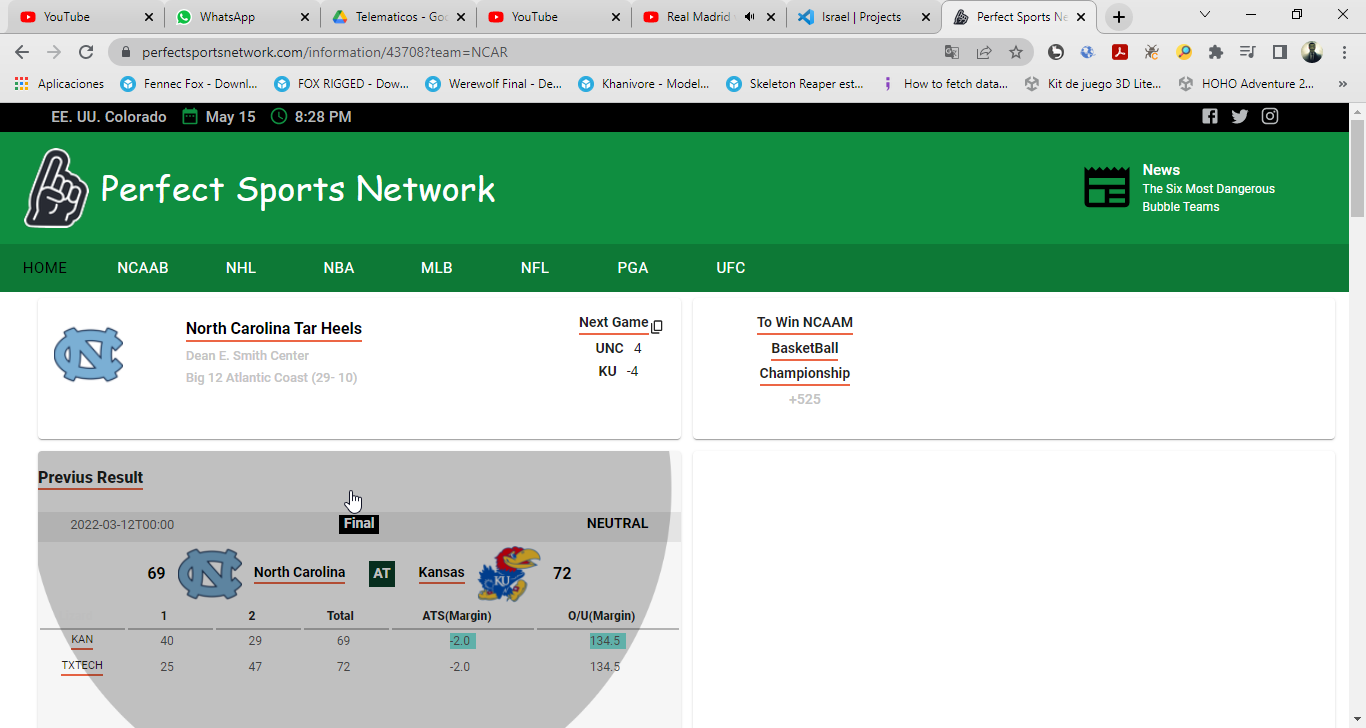 YouTube
WhatsApp
Telematicos - Goo
YouTube
Real Madrid
Israel | Projects
Perfect Sports Ne
perfectsportsnetwork.com/information/43708?team=NCAR
Aplicaciones
Fennec Fox - Downl...
FOX RIGGED - Dow...
Werewolf Final - De...
Khanivore - Model...
Skeleton Reaper est...
How to fetch data...
Kit de juego 3D Lite...
HOHO Adventure 2...
»
EE. UU. Colorado May 15 8:28 PM
Perfect Sports Network
News
The Six Most Dangerous
Bubble Teams
HOME NCAAB NHL NBA MLB NFL PGA UFC
North Carolina Tar Heels
Dean E. Smith Center
Big 12 Atlantic Coast (29- 10)
Next Game
UNC 4
KU -4
To Win NCAAM
BasketBall
Championship
+525
Previus Result
2022-03-12T00:00 Final NEUTRAL
69 North Carolina AT Kansas KU 72
1 2 Total ATS(Margin) O/U(Margin)
KAN 40 29 69 -2.0 134.5
TXTECH 25 47 72 -2.0 134.5